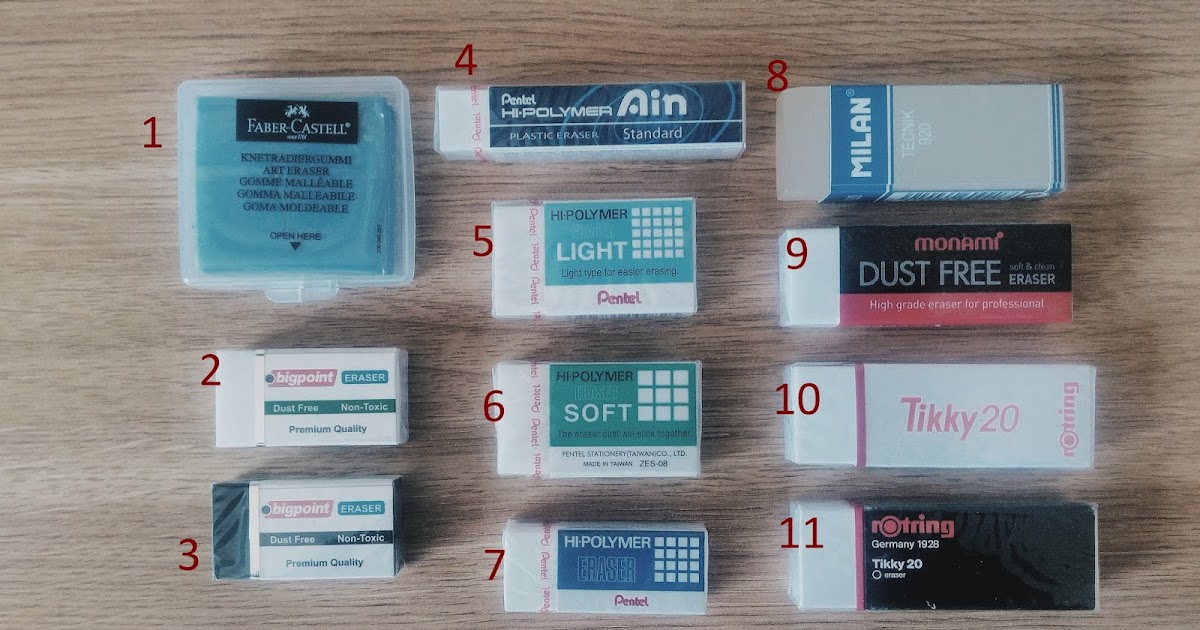 1
FABER-CASTELL
since 1761
KNETRADIERGUMMI
ART ERASER
GOMME MALLÉABLE
GOMMA MALLEABILE
GOMA MOLDEABLE
OPEN HERE
2
bigpoint ERASER
Dust Free Non-Toxic
Premium Quality
3
bigpoint ERASER
Dust Free Non-Toxic
Premium Quality
4
Pentel
HI-POLYMER Ain
PLASTIC ERASER Standard
5
HI-POLYMER
LIGHT
Light type for easier erasing.
Pentel
6
HI-POLYMER
ERASER
SOFT
The eraser dust will stick together.
PENTEL STATIONERY(TAIWAN)CO., LTD.
MADE IN TAIWAN ZES-08
7
HI-POLYMER
ERASER
Pentel
8
MILAN®
TECNIK
920
9
monami
DUST FREE soft & clean
ERASER
High grade eraser for professional
10
Tikky 20
rotring
11
rotring
Germany 1928
Tikky 20
eraser